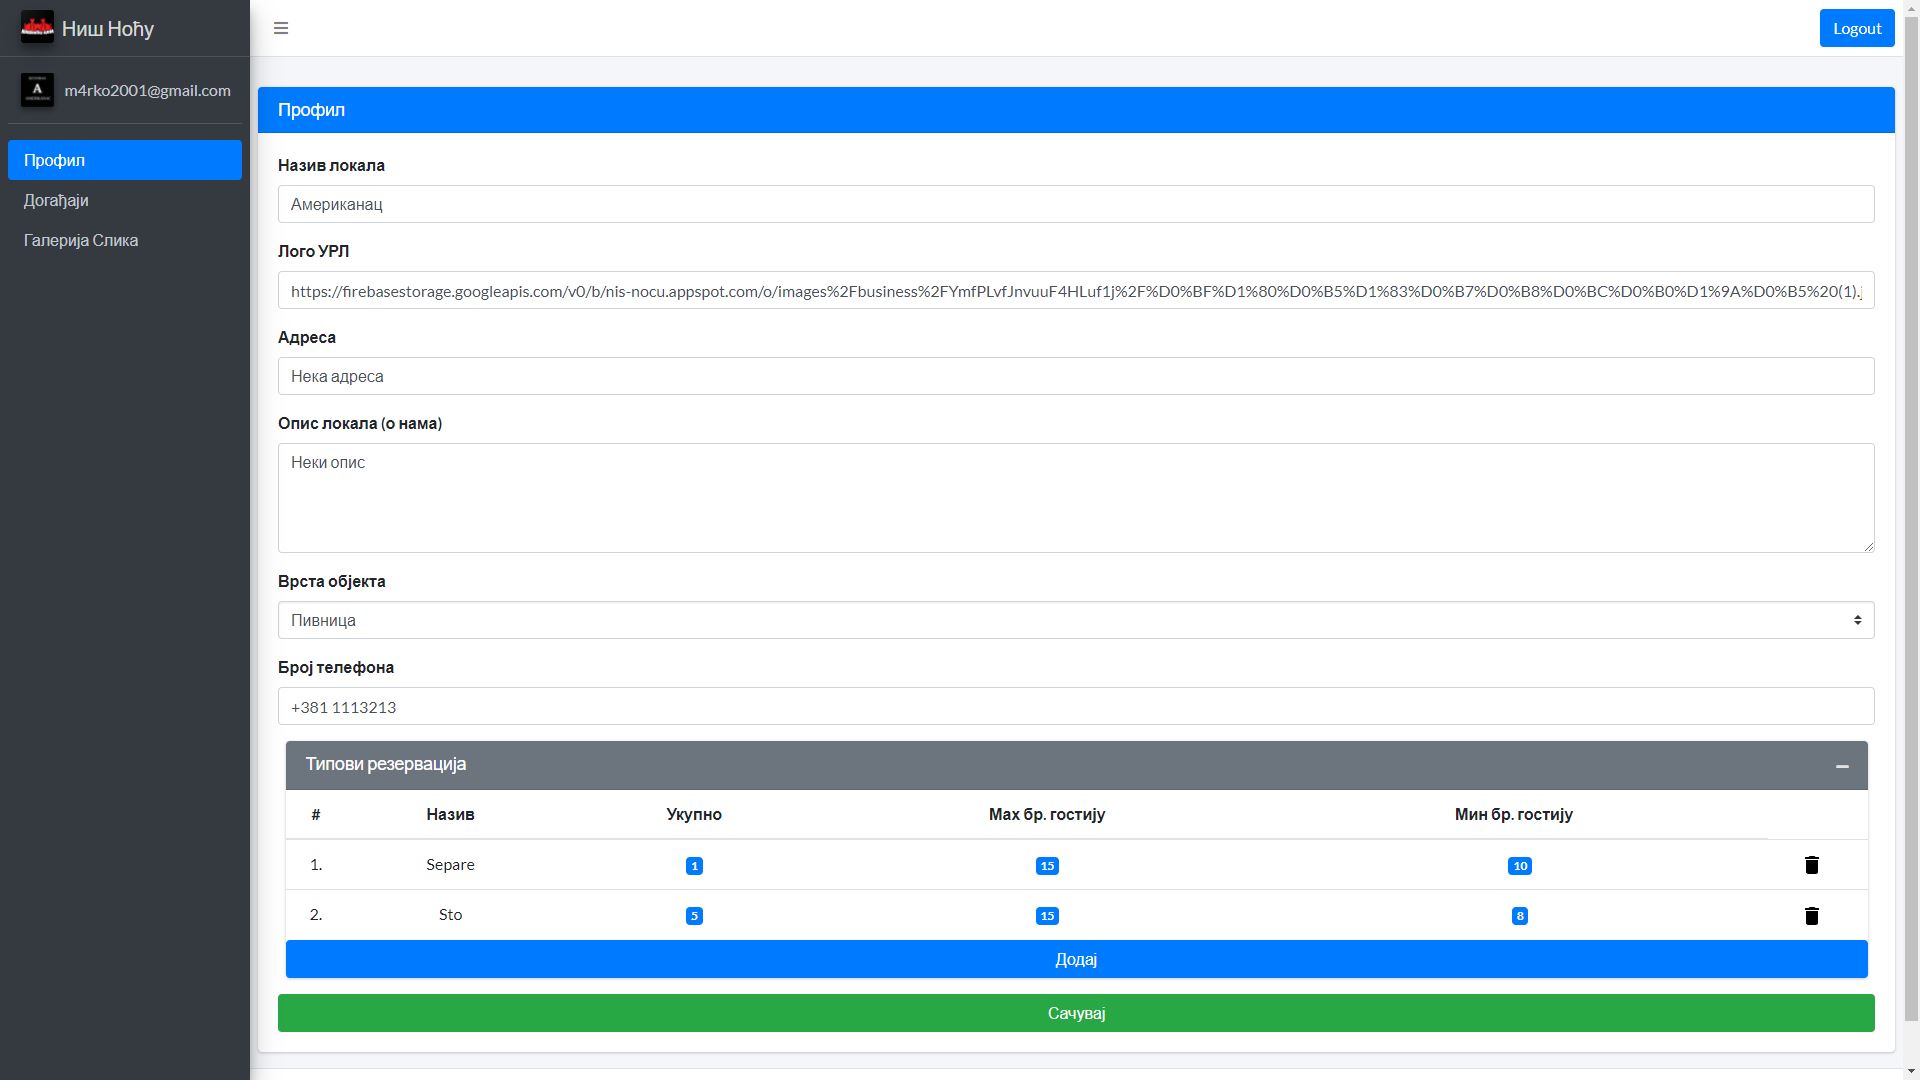 Ниш Ноћу
Logout
m4rko2001@gmail.com
Профил
Догађаји
Галерија Слика
Профил
Назив локала
Американац
Лого УРЛ
https://firebasestorage.googleapis.com/v0/b/nis-nocu.appspot.com/o/images%2Fbusiness%2FYmfPLvfJnvuuF4HLuf1j%2F%D0%BF%D1%80%D0%B5%D1%83%D0%B7%D0%B8%D0%BC%D0%B0%D1%9A%D0%B5%20(1).j
Адреса
Нека адреса
Опис локала (о нама)
Неки опис
Врста објекта
Пивница
Број телефона
+381 1113213
Типови резервација
# Назив Укупно Мах бр. гостију Мин бр. гостију
1. Separe 1 15 10
2. Sto 5 15 8
Додај
Сачувај